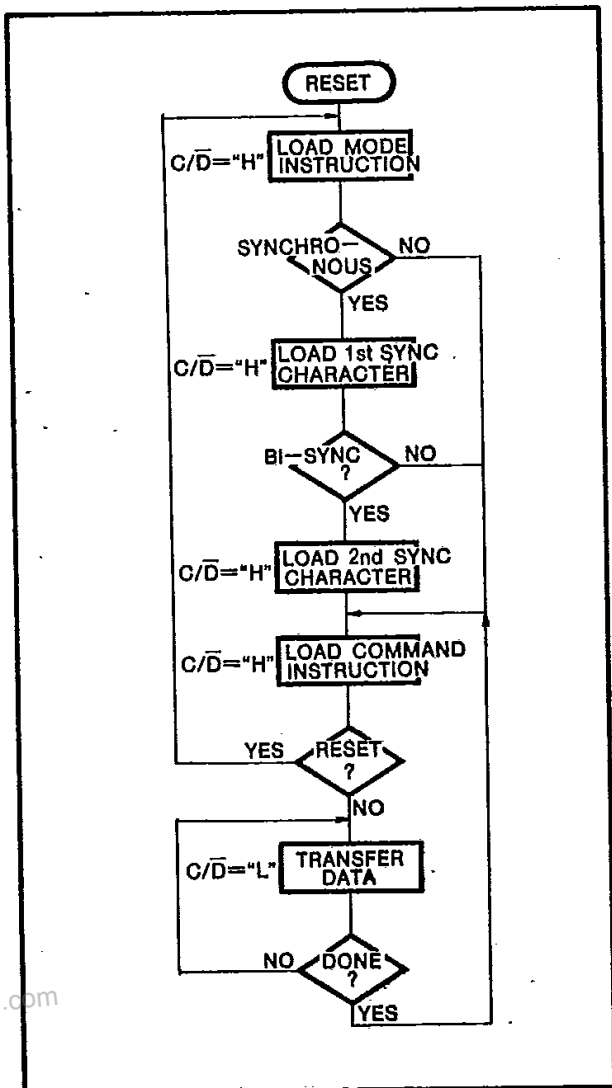 RESET
C/D̅="H"
LOAD MODE
INSTRUCTION
SYNCHRO—
NOUS
NO
YES
C/D̅="H"
LOAD 1st SYNC
CHARACTER
BI—SYNC
?
NO
YES
C/D̅="H"
LOAD 2nd SYNC
CHARACTER
C/D̅="H"
LOAD COMMAND
INSTRUCTION
YES
RESET
?
NO
C/D̅="L"
TRANSFER
DATA
NO
DONE
?
YES
.com